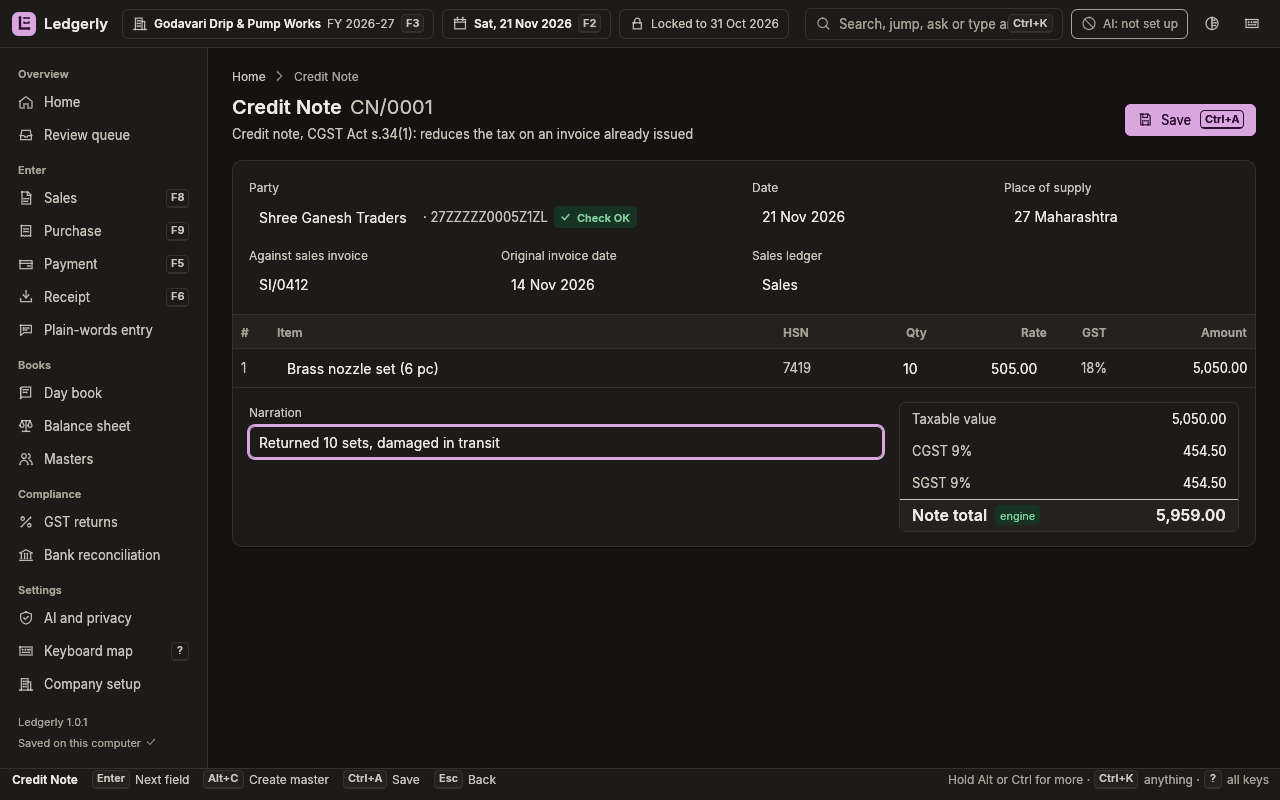 Ledgerly
Godavari Drip & Pump Works FY 2026-27 F3
Sat, 21 Nov 2026 F2
Locked to 31 Oct 2026
Search, jump, ask or type a Ctrl+K
AI: not set up
Overview
Home
Review queue
Enter
Sales F8
Purchase F9
Payment F5
Receipt F6
Plain-words entry
Books
Day book
Balance sheet
Masters
Compliance
GST returns
Bank reconciliation
Settings
AI and privacy
Keyboard map ?
Company setup
Ledgerly 1.0.1
Saved on this computer
Home Credit Note
Credit Note CN/0001
Credit note, CGST Act s.34(1): reduces the tax on an invoice already issued
Save Ctrl+A
Party Date Place of supply
Shree Ganesh Traders · 27ZZZZZ0005Z1ZL Check OK 21 Nov 2026 27 Maharashtra
Against sales invoice Original invoice date Sales ledger
SI/0412 14 Nov 2026 Sales
# Item HSN Qty Rate GST Amount
1 Brass nozzle set (6 pc) 7419 10 505.00 18% 5,050.00
Narration
Returned 10 sets, damaged in transit
Taxable value 5,050.00
CGST 9% 454.50
SGST 9% 454.50
Note total engine 5,959.00
Credit Note Enter Next field Alt+C Create master Ctrl+A Save Esc Back
Hold Alt or Ctrl for more · Ctrl+K anything · ? all keys